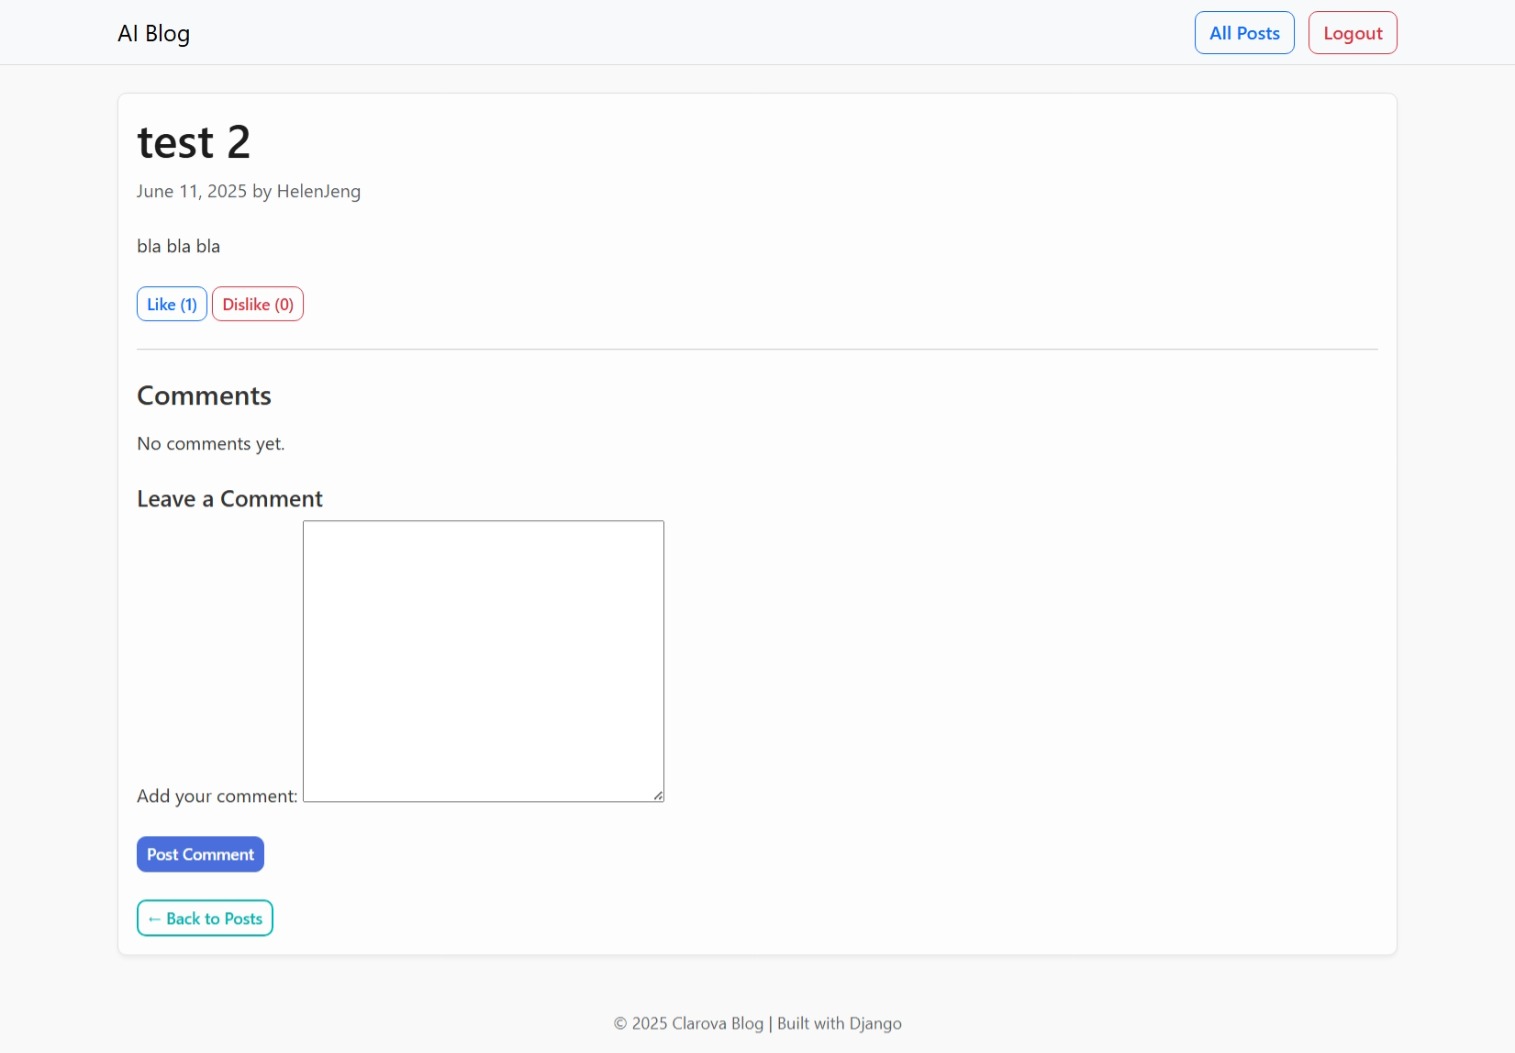 AI Blog
All Posts
Logout
test 2
June 11, 2025 by HelenJeng
bla bla bla
Like (1) Dislike (0)
Comments
No comments yet.
Leave a Comment
Add your comment:
Post Comment
← Back to Posts
© 2025 Clarova Blog | Built with Django